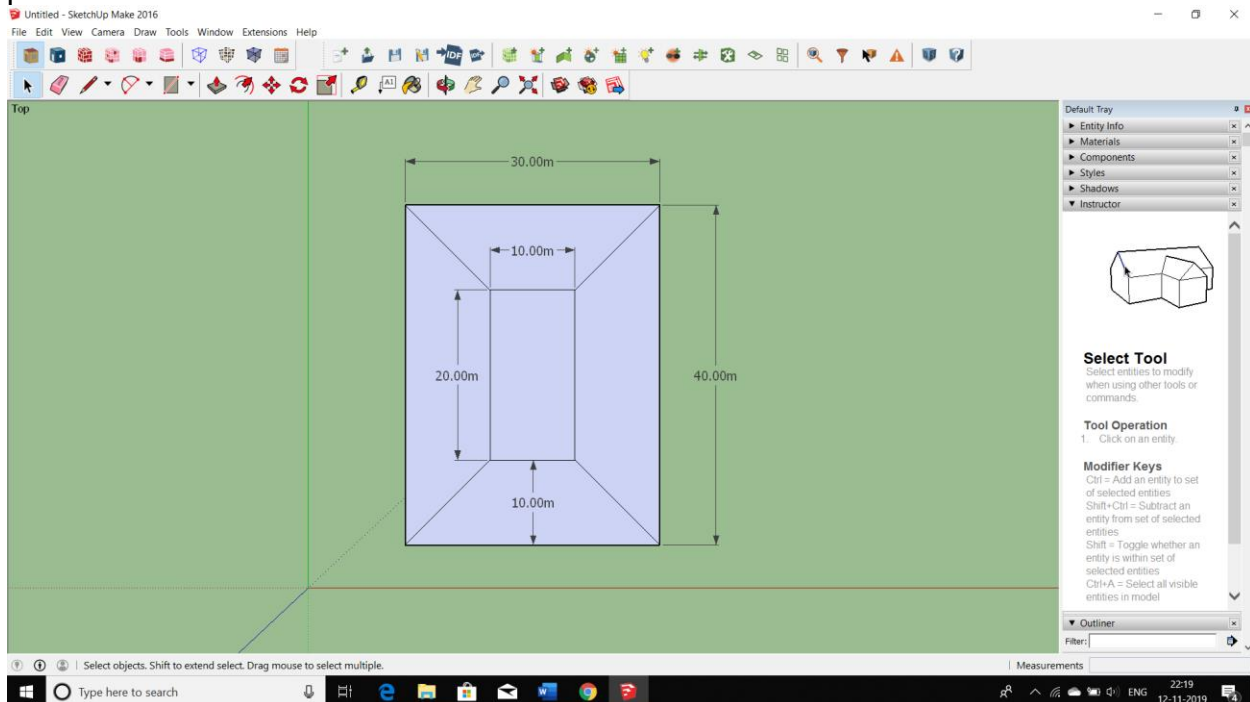 Untitled - SketchUp Make 2016
File Edit View Camera Draw Tools Window Extensions Help
IDF
A1
Top
30.00m
10.00m
20.00m
40.00m
10.00m
Default Tray
Entity Info
Materials
Components
Styles
Shadows
Instructor
Select Tool
Select entities to modify
when using other tools or
commands.
Tool Operation
1. Click on an entity.
Modifier Keys
Ctrl = Add an entity to set
of selected entities
Shift+Ctrl = Subtract an
entity from set of selected
entities
Shift = Toggle whether an
entity is within set of
selected entities
Ctrl+A = Select all visible
entities in model
Outliner
Filter:
Select objects. Shift to extend select. Drag mouse to select multiple.
Measurements
Type here to search
ENG
22:19
12-11-2019
4